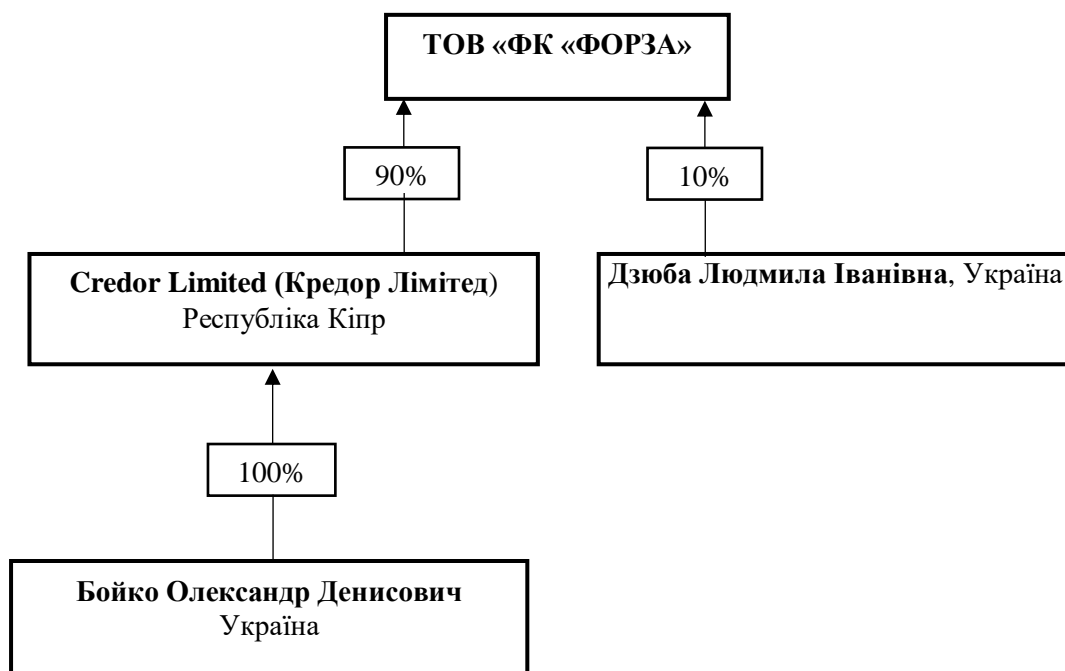 ТОВ «ФК «ФОРЗА»
90%
10%
Credor Limited (Кредор Лімітед)
Республіка Кіпр
Дзюба Людмила Іванівна, Україна
100%
Бойко Олександр Денисович
Україна